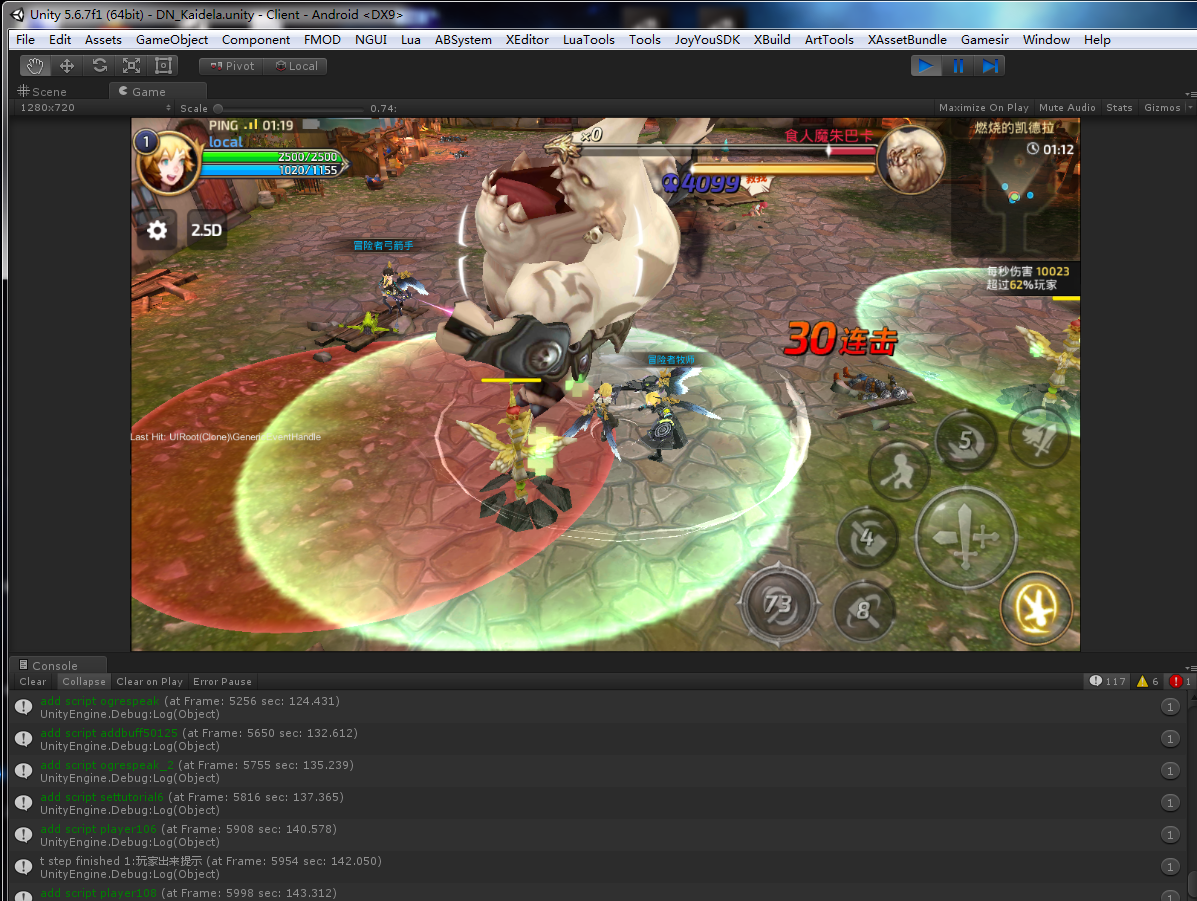 Unity 5.6.7f1 (64bit) - DN_Kaidela.unity - Client - Android <DX9>
File Edit Assets GameObject Component FMOD NGUI Lua ABSystem XEditor LuaTools Tools JoyYouSDK XBuild ArtTools XAssetBundle Gamesir Window Help
Pivot Local
Scene Game
1280x720 Scale 0.74: Maximize On Play Mute Audio Stats Gizmos
PING 01:19
1 local
2500/2500
1020/1155
x0 食人魔朱巴卡
4099
燃烧的凯德拉
01:12
2.5D
冒险者弓箭手
每秒伤害 10023
超过62%玩家
30连击
冒险者牧师
Last Hit: UIRoot(Clone)\GenericEventHandle
5
4
73
8
Console
Clear Collapse Clear on Play Error Pause 117 6 1
add script ogrespeak (at Frame: 5256 sec: 124.431)
UnityEngine.Debug:Log(Object)
1
add script addbuff50125 (at Frame: 5650 sec: 132.612)
UnityEngine.Debug:Log(Object)
1
add script ogrespeak_2 (at Frame: 5755 sec: 135.239)
UnityEngine.Debug:Log(Object)
1
add script settutorial6 (at Frame: 5816 sec: 137.365)
UnityEngine.Debug:Log(Object)
1
add script player106 (at Frame: 5908 sec: 140.578)
UnityEngine.Debug:Log(Object)
1
t step finished 1:玩家出来提示 (at Frame: 5954 sec: 142.050)
UnityEngine.Debug:Log(Object)
1
add script player108 (at Frame: 5998 sec: 143.312)
1